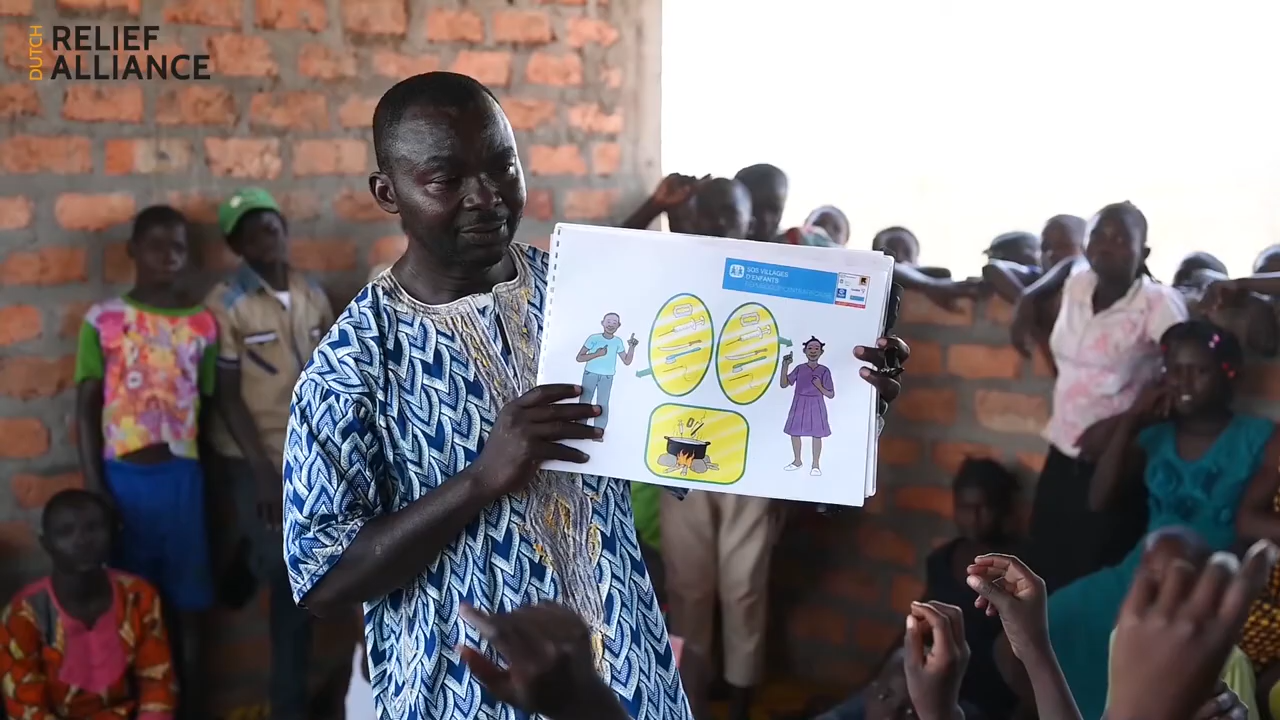 DUTCH
RELIEF
ALLIANCE
SOS VILLAGES
D'ENFANTS